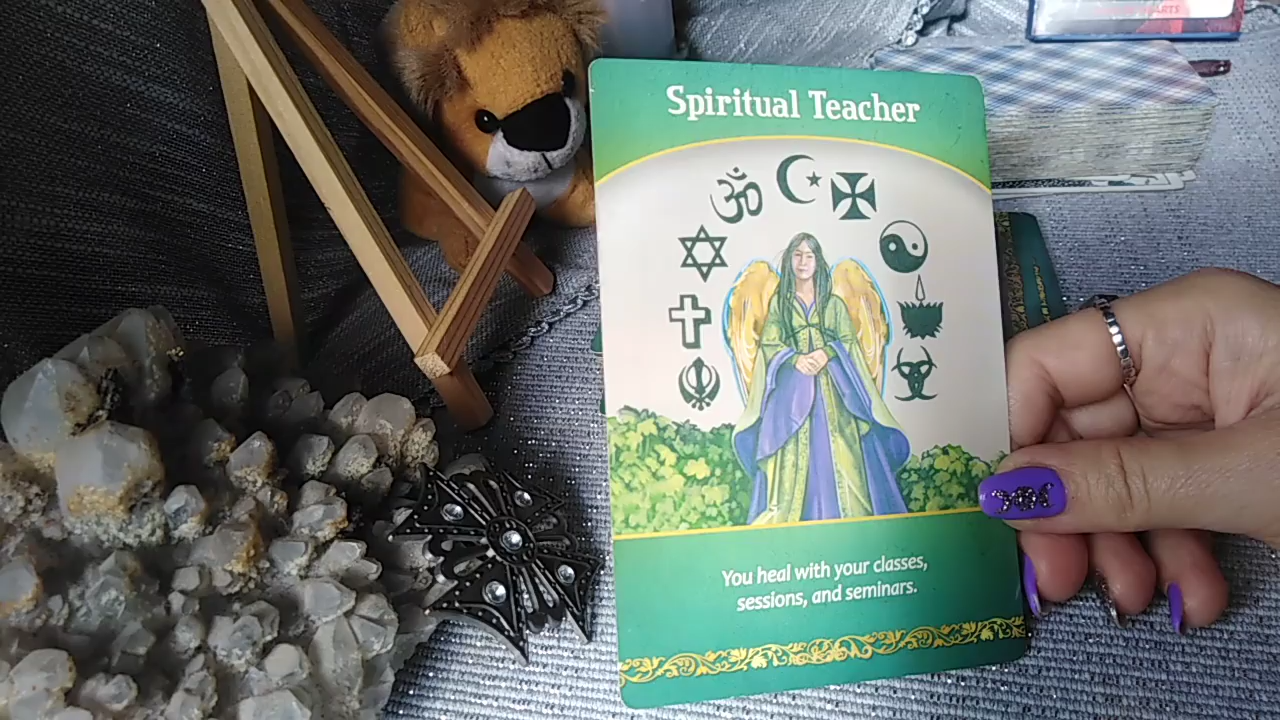 Spiritual Teacher
You heal with your classes,
sessions, and seminars.